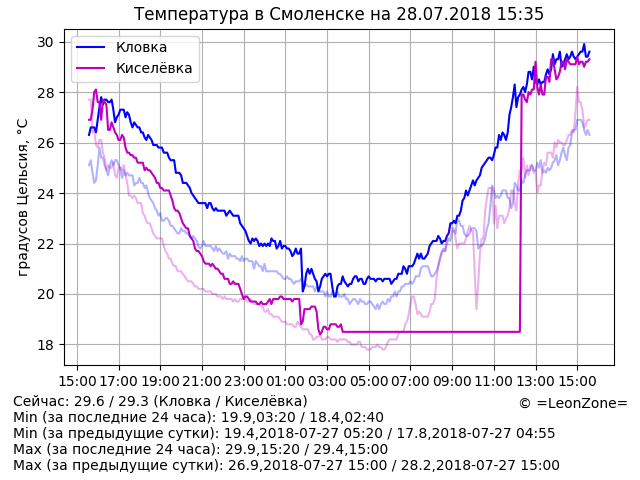 Температура в Смоленске на 28.07.2018 15:35
Кловка
Киселёвка
градусов Цельсия, °C
30
28
26
24
22
20
18
15:00 17:00 19:00 21:00 23:00 01:00 03:00 05:00 07:00 09:00 11:00 13:00 15:00
Сейчас: 29.6 / 29.3 (Кловка / Киселёвка)
© =LeonZone=
Min (за последние 24 часа): 19.9,03:20 / 18.4,02:40
Min (за предыдущие сутки): 19.4,2018-07-27 05:20 / 17.8,2018-07-27 04:55
Max (за последние 24 часа): 29.9,15:20 / 29.4,15:00
Max (за предыдущие сутки): 26.9,2018-07-27 15:00 / 28.2,2018-07-27 15:00